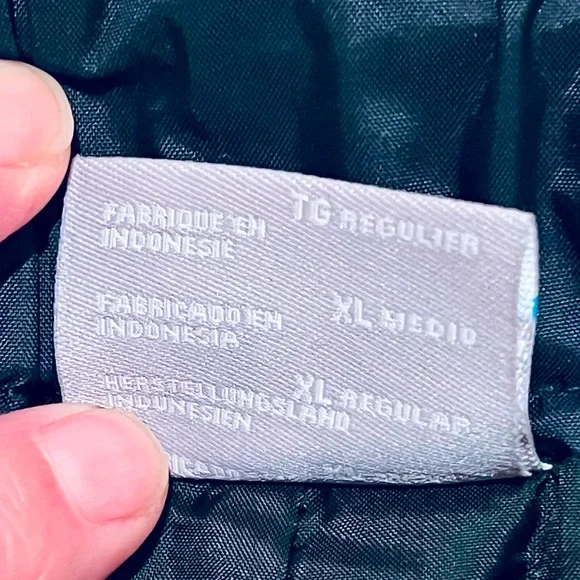 FABRIQUE EN
INDONESIE
TG REGULIER
FABRICADO EN
INDONESIA
XL MEDIO
HERSTELLUNGSLAND
INDONESIEN
XL REGULAR